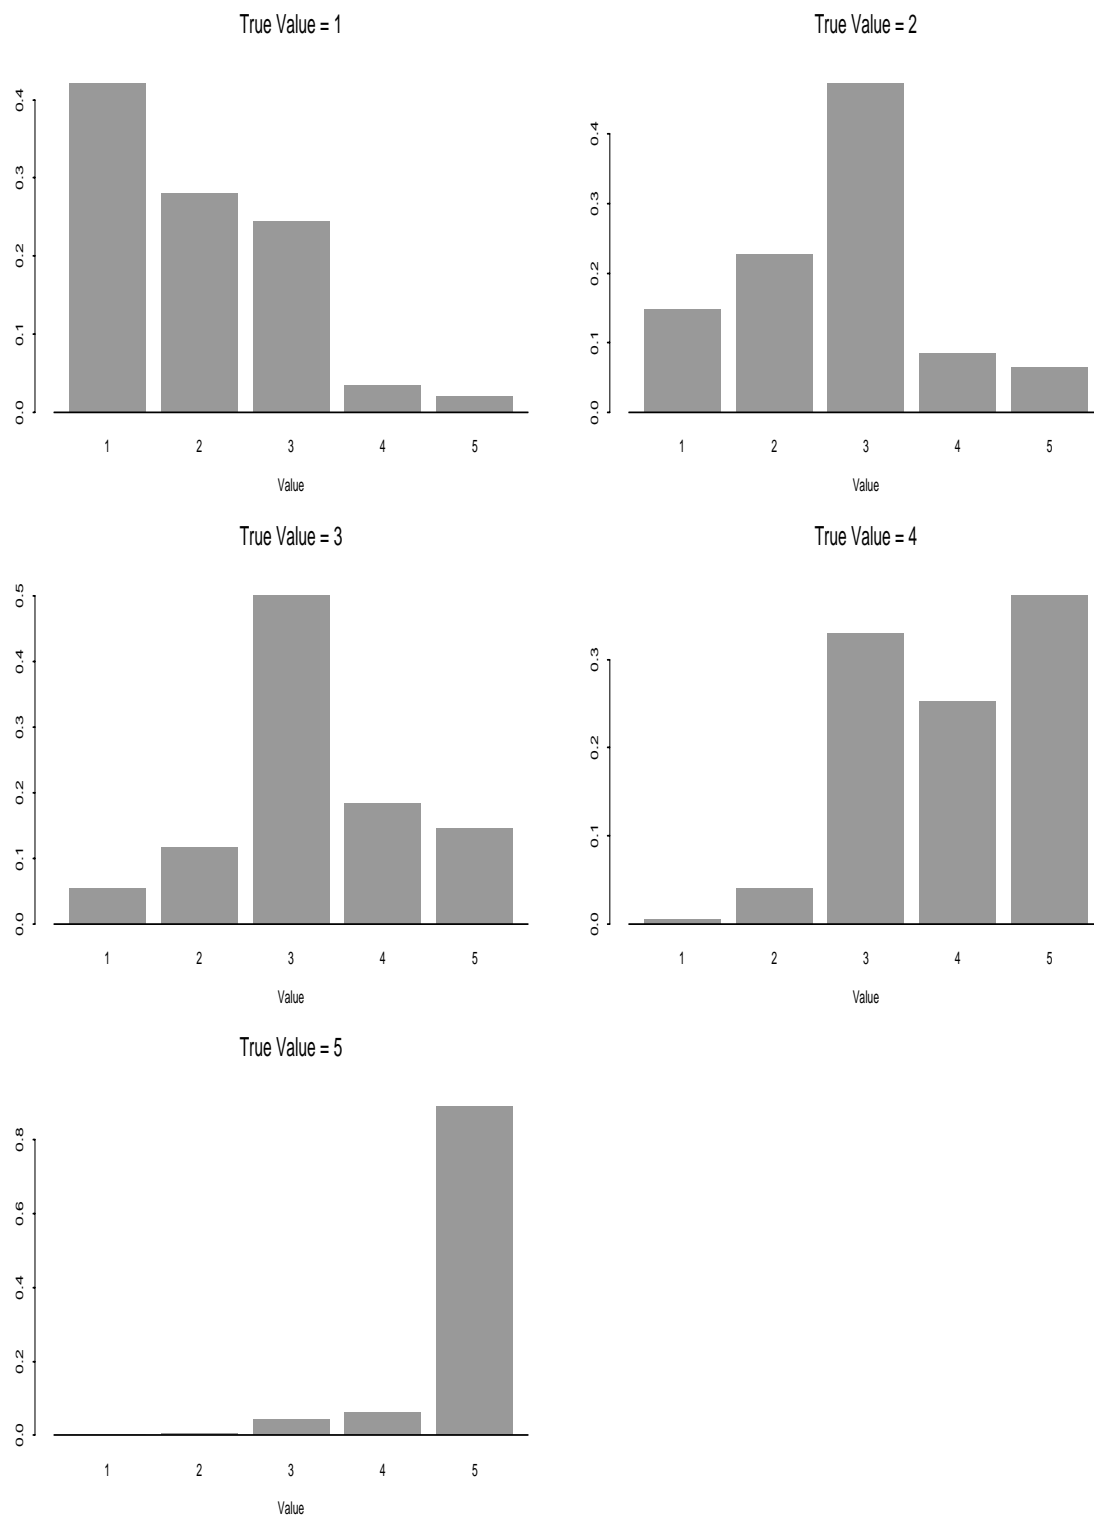 True Value = 1
0.4
0.3
0.2
0.1
0.0
1 2 3 4 5
Value
True Value = 2
0.4
0.3
0.2
0.1
0.0
1 2 3 4 5
Value
True Value = 3
0.5
0.4
0.3
0.2
0.1
0.0
1 2 3 4 5
Value
True Value = 4
0.3
0.2
0.1
0.0
1 2 3 4 5
Value
True Value = 5
0.8
0.6
0.4
0.2
0.0
1 2 3 4 5
Value